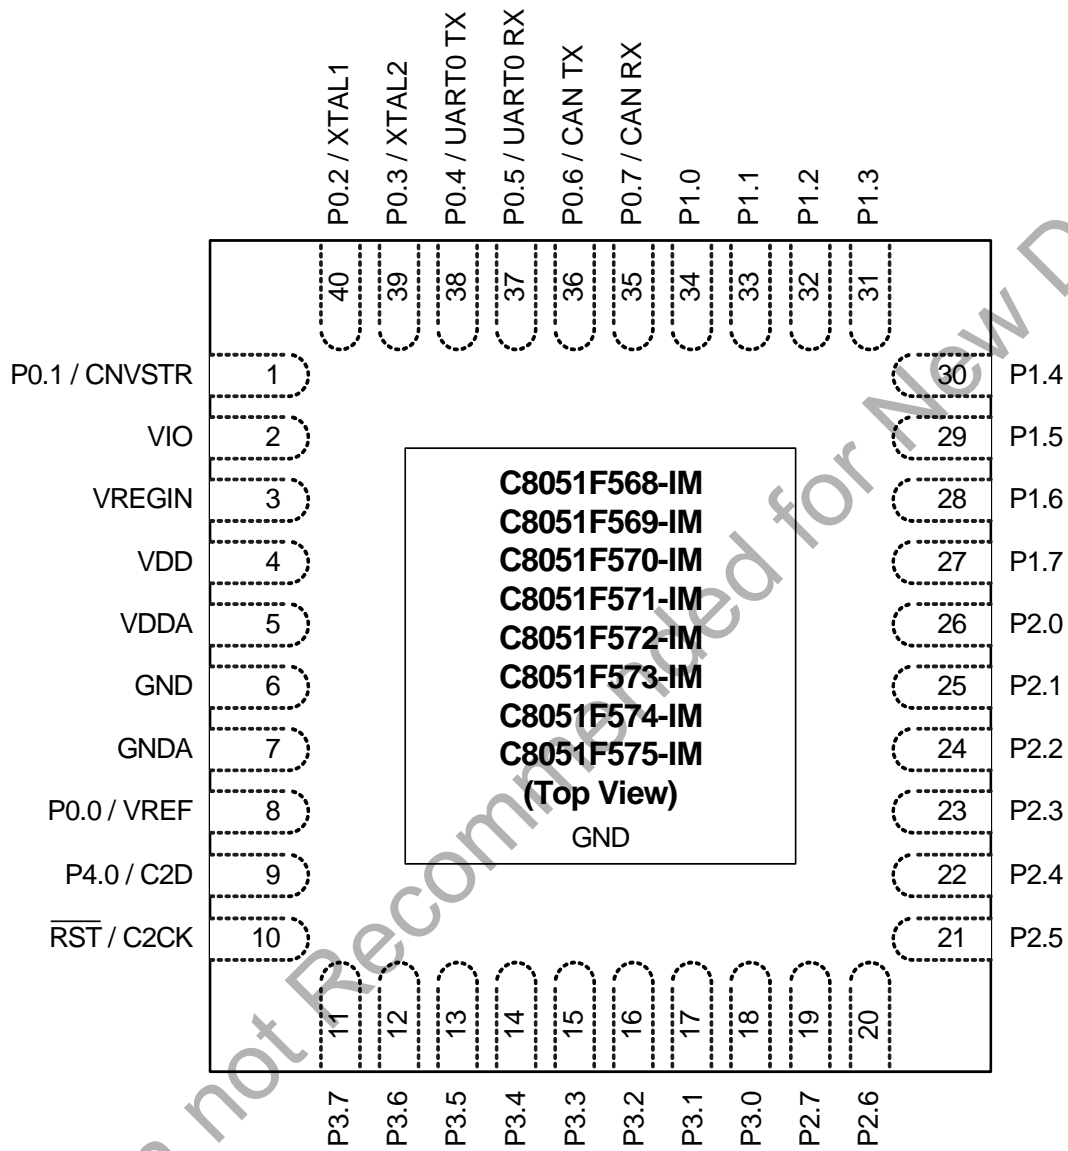 P0.2 / XTAL1
P0.3 / XTAL2
P0.4 / UART0 TX
P0.5 / UART0 RX
P0.6 / CAN TX
P0.7 / CAN RX
P1.0
P1.1
P1.2
P1.3
40
39
38
37
36
35
34
33
32
31
P0.1 / CNVSTR 1
VIO 2
VREGIN 3
VDD 4
VDDA 5
GND 6
GNDA 7
P0.0 / VREF 8
P4.0 / C2D 9
RST / C2CK 10
C8051F568-IM
C8051F569-IM
C8051F570-IM
C8051F571-IM
C8051F572-IM
C8051F573-IM
C8051F574-IM
C8051F575-IM
(Top View)
GND
30 P1.4
29 P1.5
28 P1.6
27 P1.7
26 P2.0
25 P2.1
24 P2.2
23 P2.3
22 P2.4
21 P2.5
11
12
13
14
15
16
17
18
19
20
P3.7
P3.6
P3.5
P3.4
P3.3
P3.2
P3.1
P3.0
P2.7
P2.6
not Recommended for New